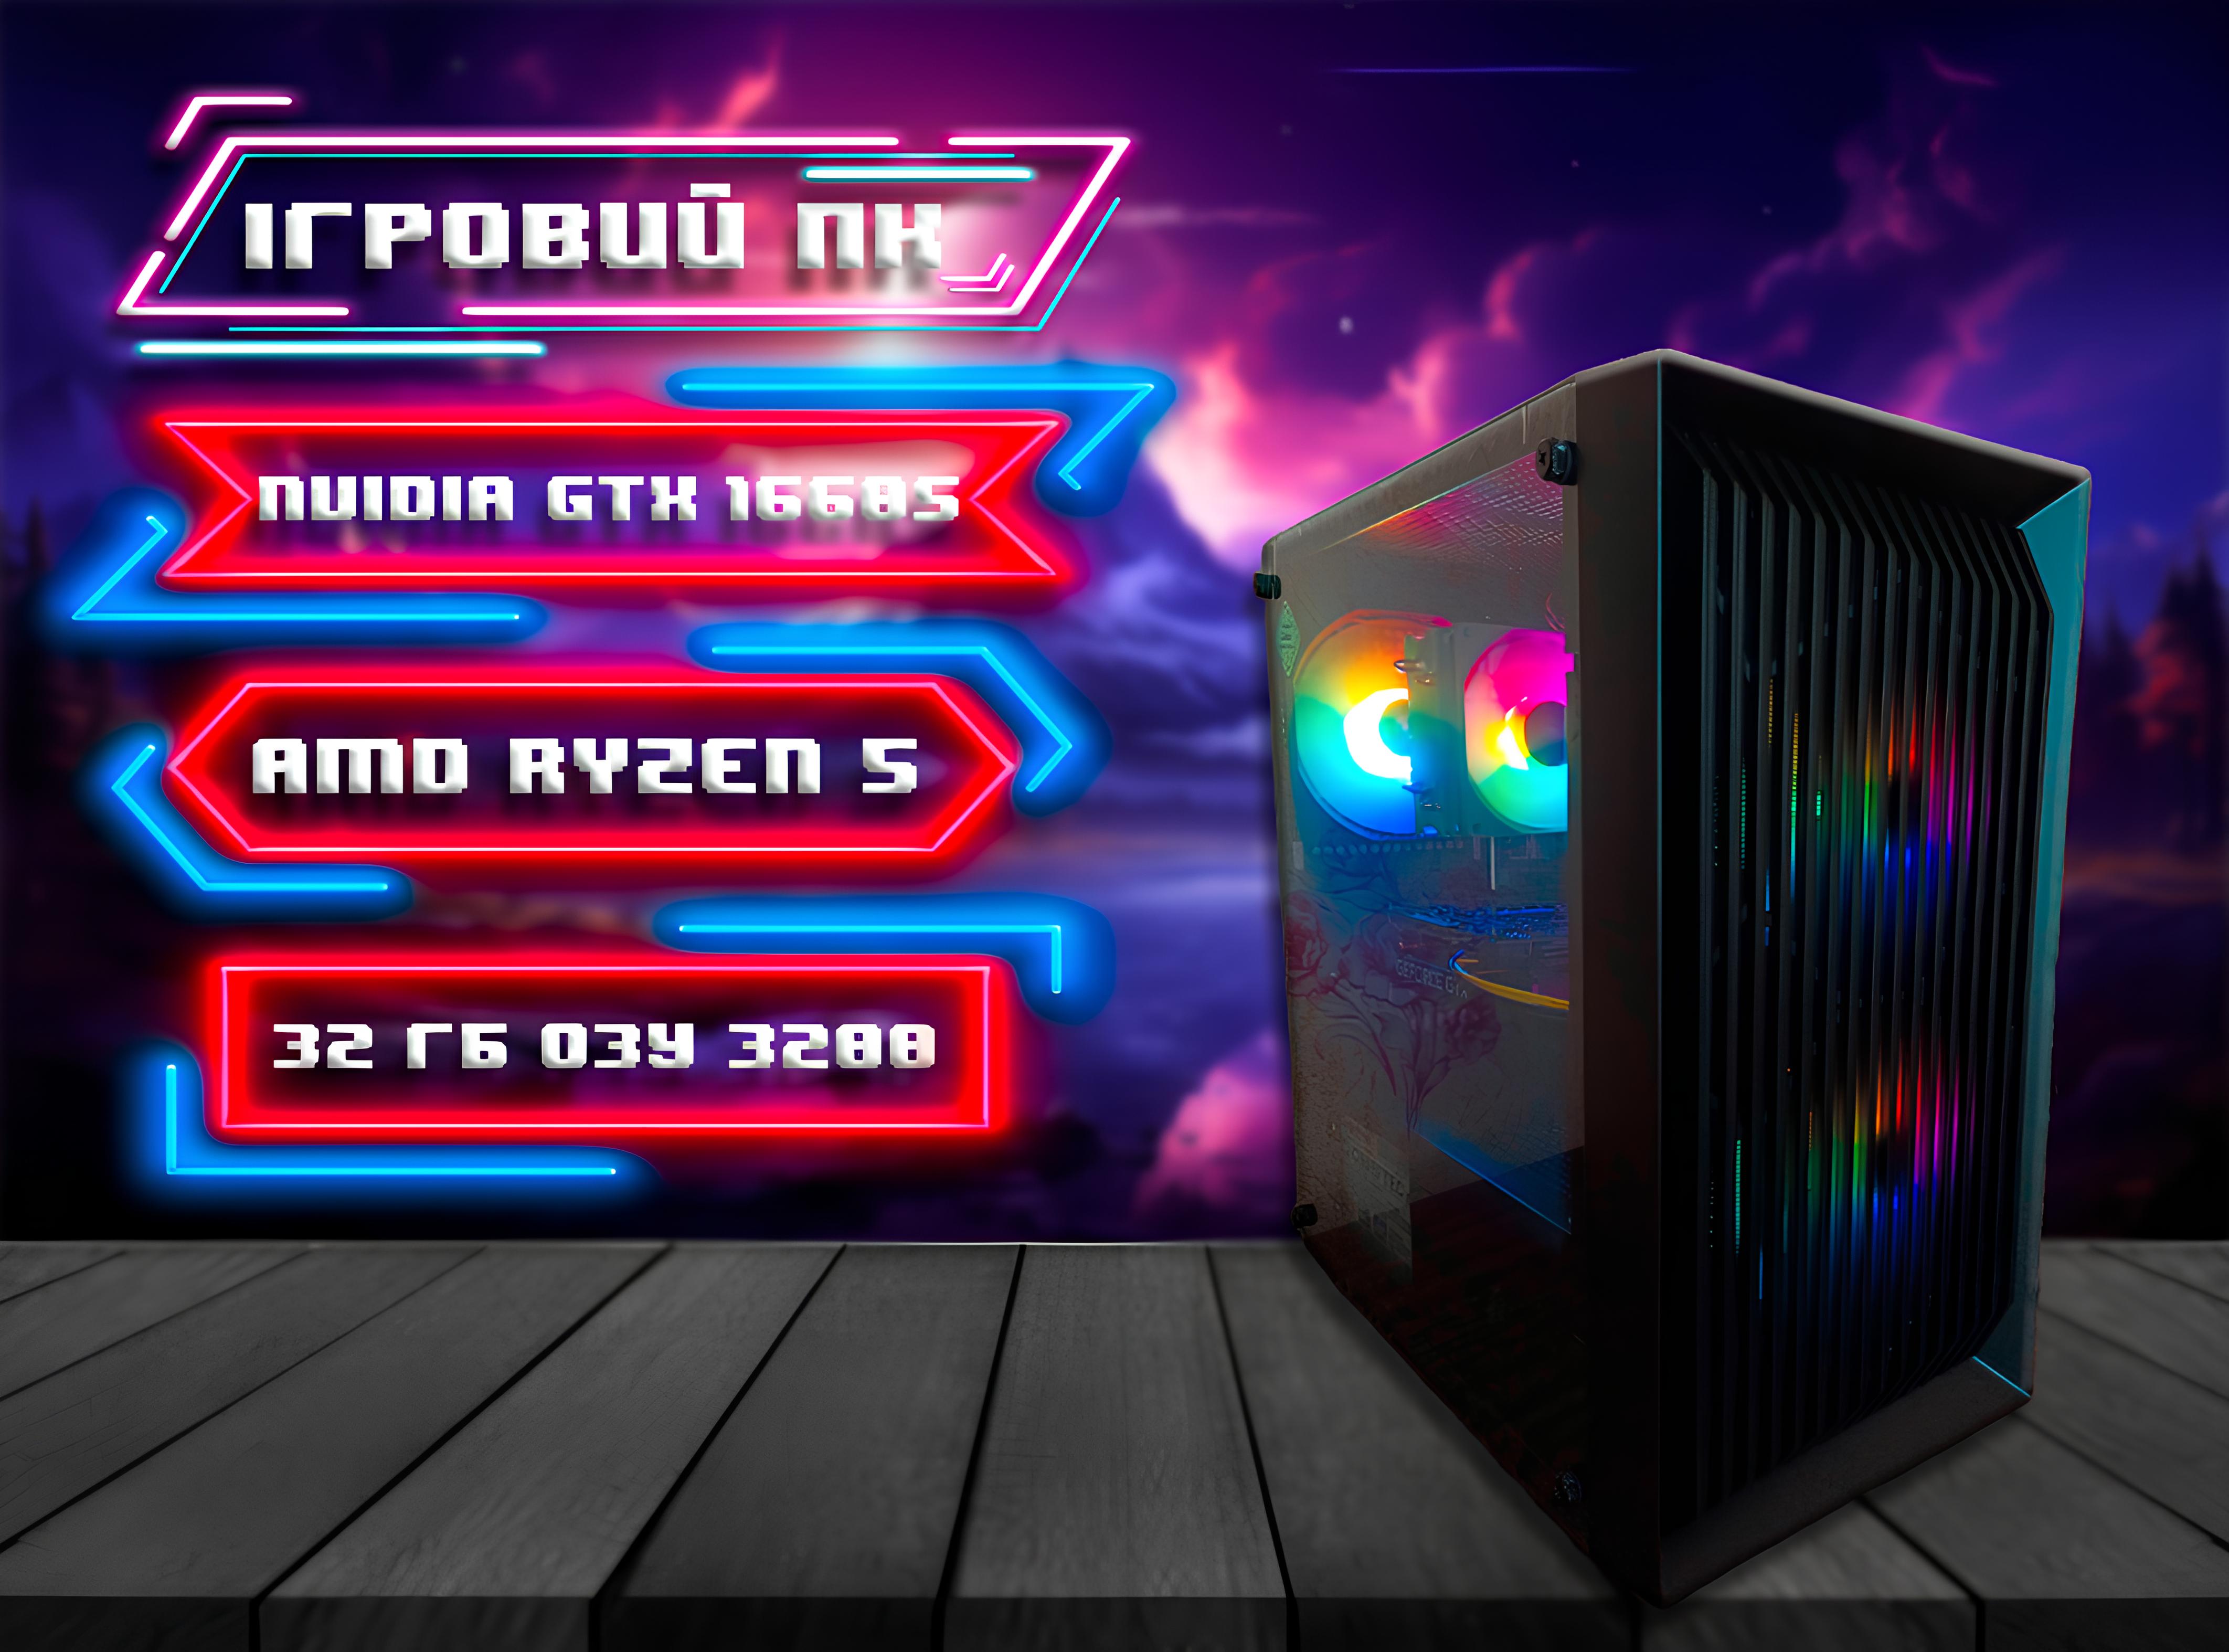 ІГРОВИЙ ПК
NVIDIA GTX 1660S
AMD RYZEN 5
32 ГБ ОЗУ 3200
GEFORCE GTX